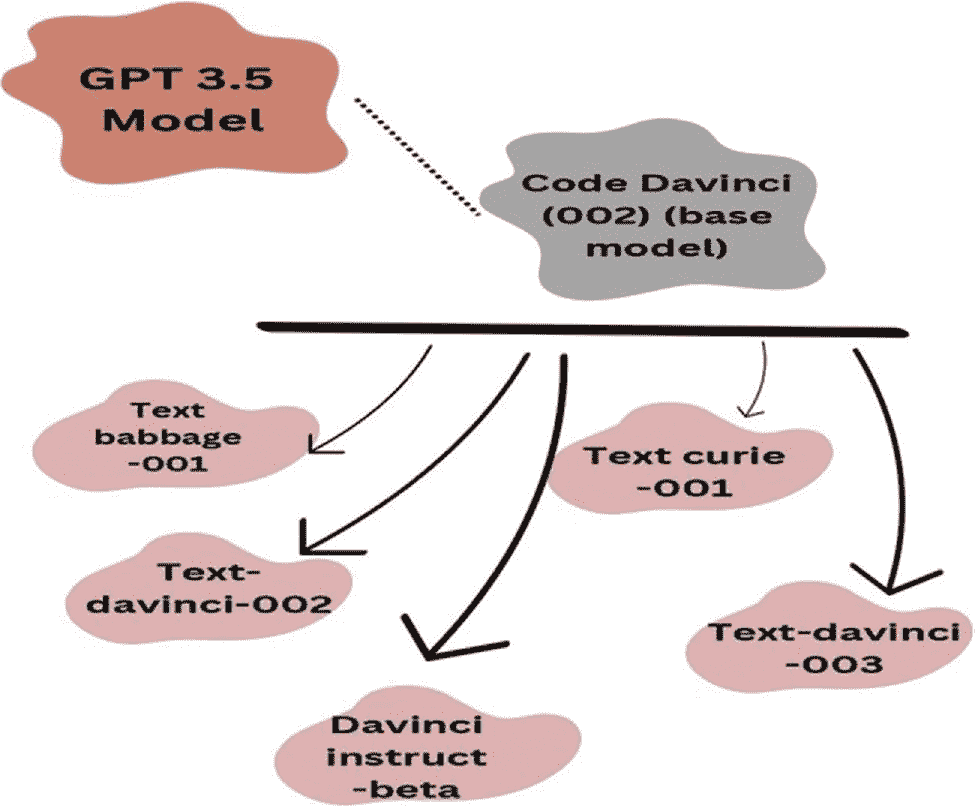 GPT 3.5
Model
Code Davinci
(002) (base
model)
Text
babbage
-001
Text curie
-001
Text-
davinci-002
Text-davinci
-003
Davinci
instruct
-beta